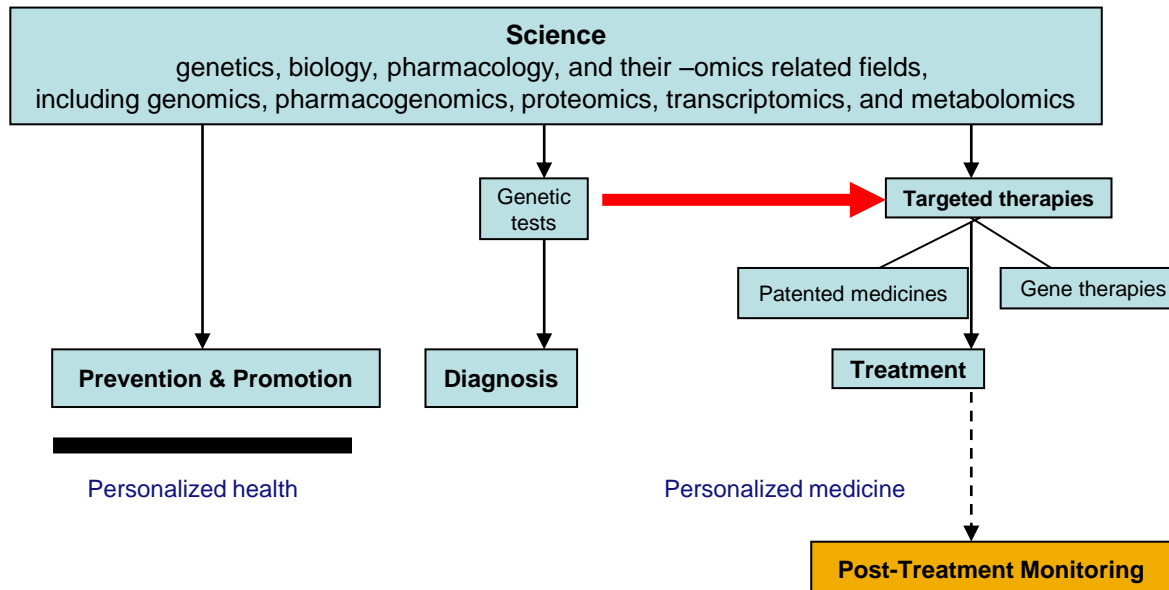 Science
genetics, biology, pharmacology, and their –omics related fields,
including genomics, pharmacogenomics, proteomics, transcriptomics, and metabolomics
Genetic
tests
Targeted therapies
Patented medicines
Gene therapies
Prevention & Promotion
Diagnosis
Treatment
Personalized health
Personalized medicine
Post-Treatment Monitoring